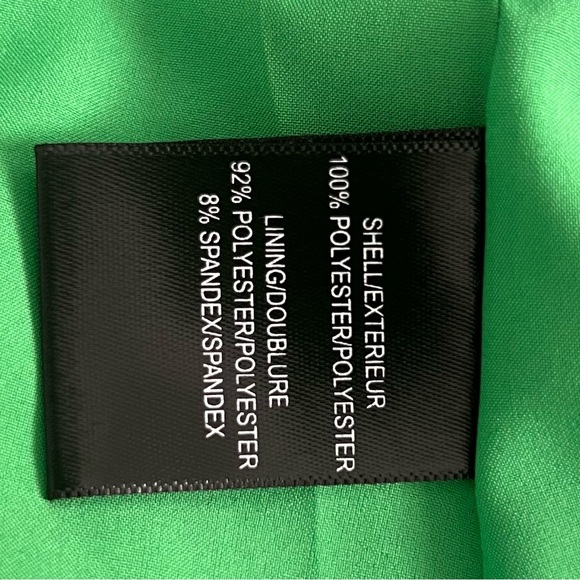 SHELL/EXTERIEUR
100% POLYESTER/POLYESTER
LINING/DOUBLURE
92% POLYESTER/POLYESTER
8% SPANDEX/SPANDEX